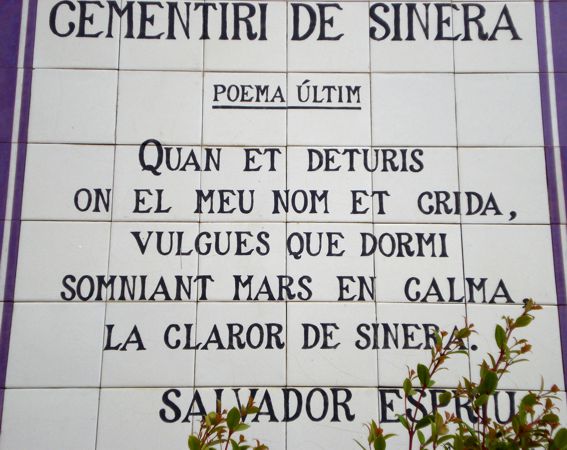 CEMENTIRI DE SINERA
POEMA ÚLTIM
QUAN ET DETURIS
ON EL MEU NOM ET CRIDA,
VULGUES QUE DORMI
SOMNIANT MARS EN CALMA
LA CLAROR DE SINERA.
SALVADOR ESPRIU